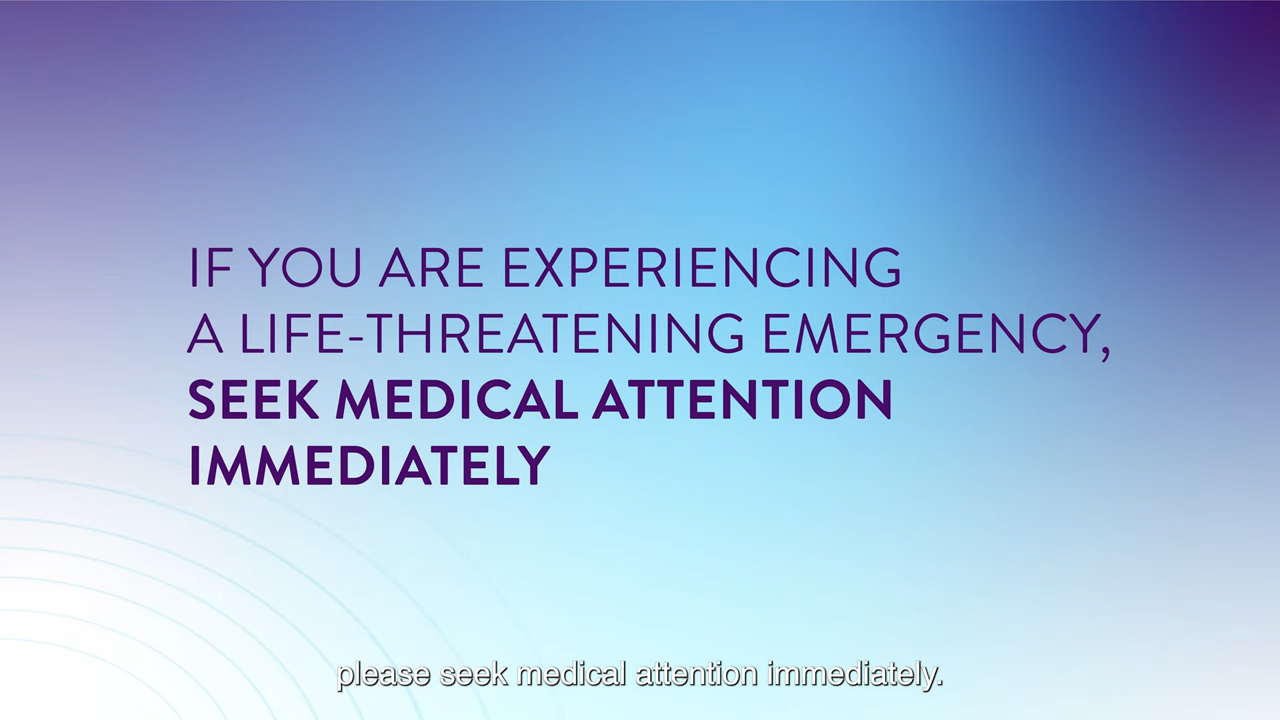 IF YOU ARE EXPERIENCING
A LIFE-THREATENING EMERGENCY,
SEEK MEDICAL ATTENTION
IMMEDIATELY
please seek medical attention immediately.